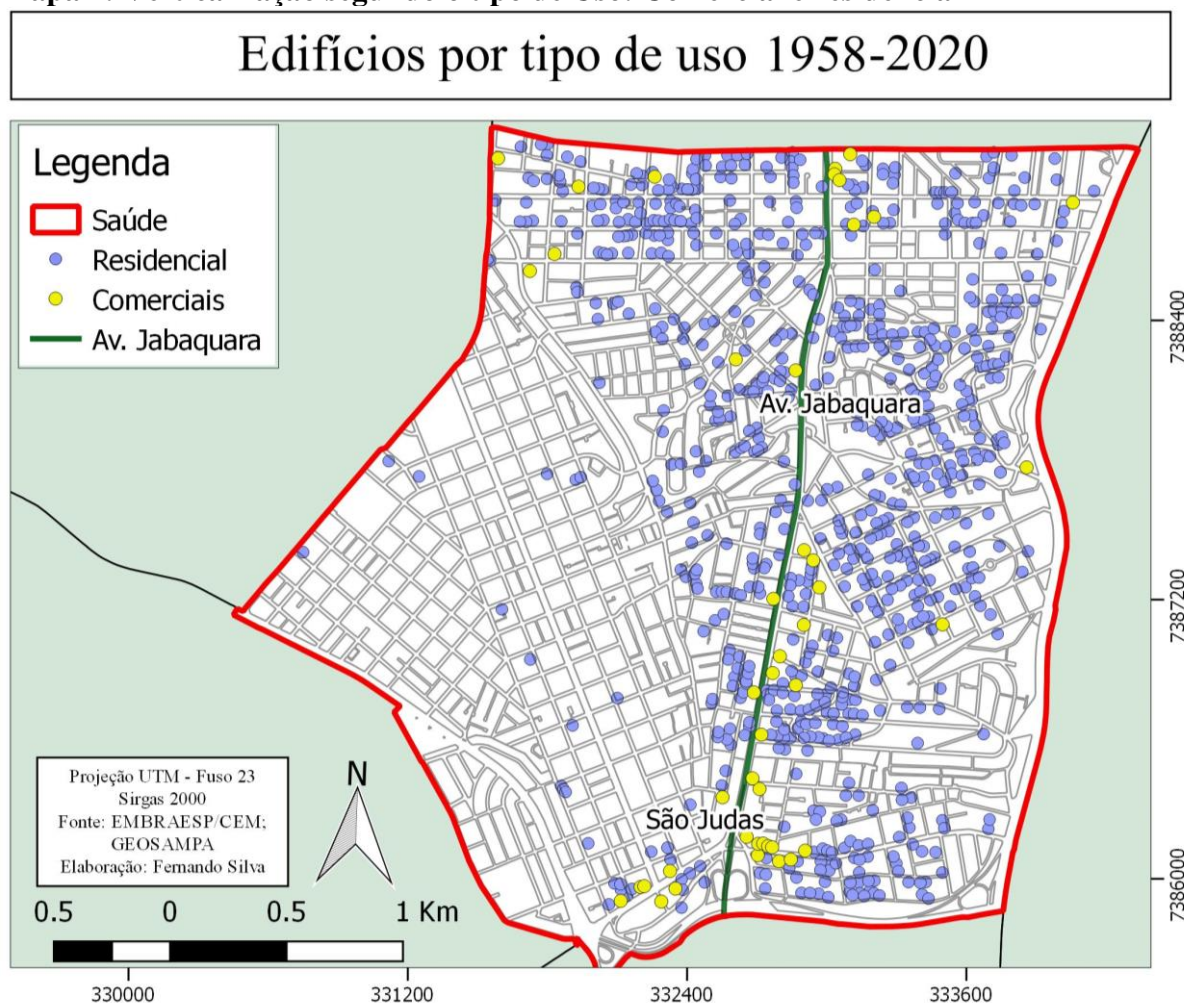 Edifícios por tipo de uso 1958-2020
Legenda
Saúde
Residencial
Comerciais
Av. Jabaquara
Av. Jabaquara
São Judas
7388400
7387200
7386000
Projeção UTM - Fuso 23
Sirgas 2000
Fonte: EMBRAESP/CEM;
GEOSAMPA
Elaboração: Fernando Silva
N
0.5 0 0.5 1 Km
330000 331200 332400 333600